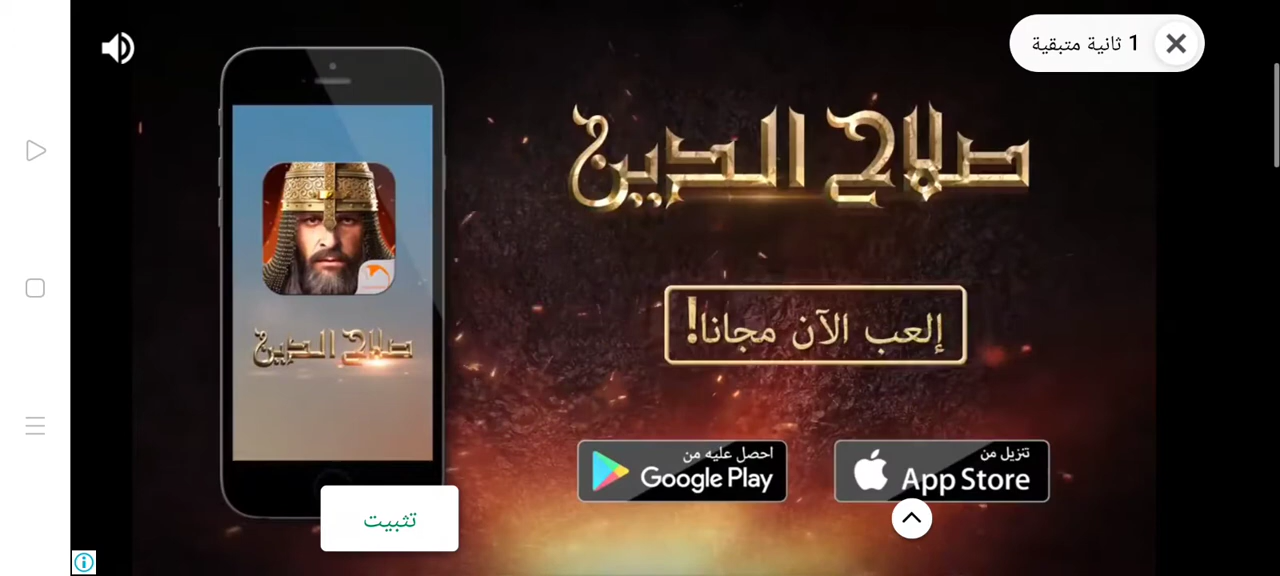 1 ثانية متبقية
صلاح الدين
صلاح الدين
إلعب الآن مجانا!
احصل عليه من
Google Play
تنزيل من
App Store
تثبيت